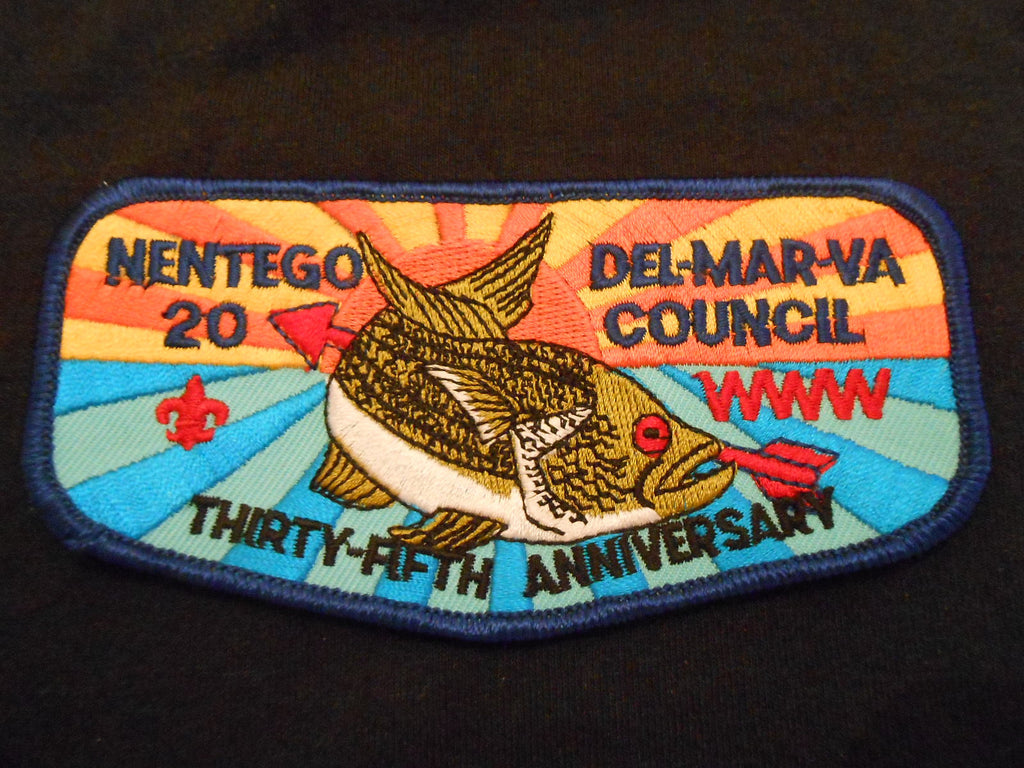 NENTEGO
20
DEL-MAR-VA
COUNCIL
WWW
THIRTY-FIFTH ANNIVERSARY